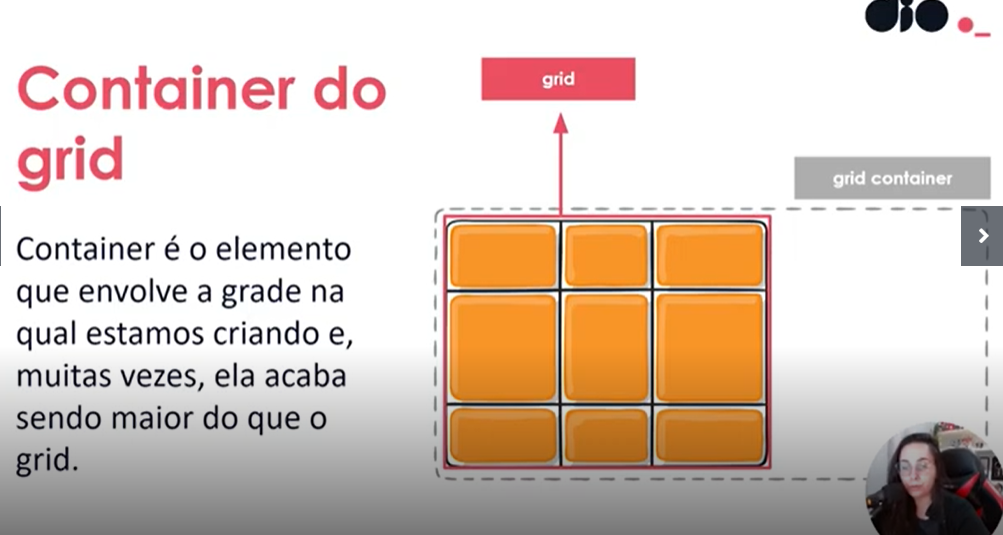 dio
Container do
grid
grid
grid container
Container é o elemento
que envolve a grade na
qual estamos criando e,
muitas vezes, ela acaba
sendo maior do que o
grid.